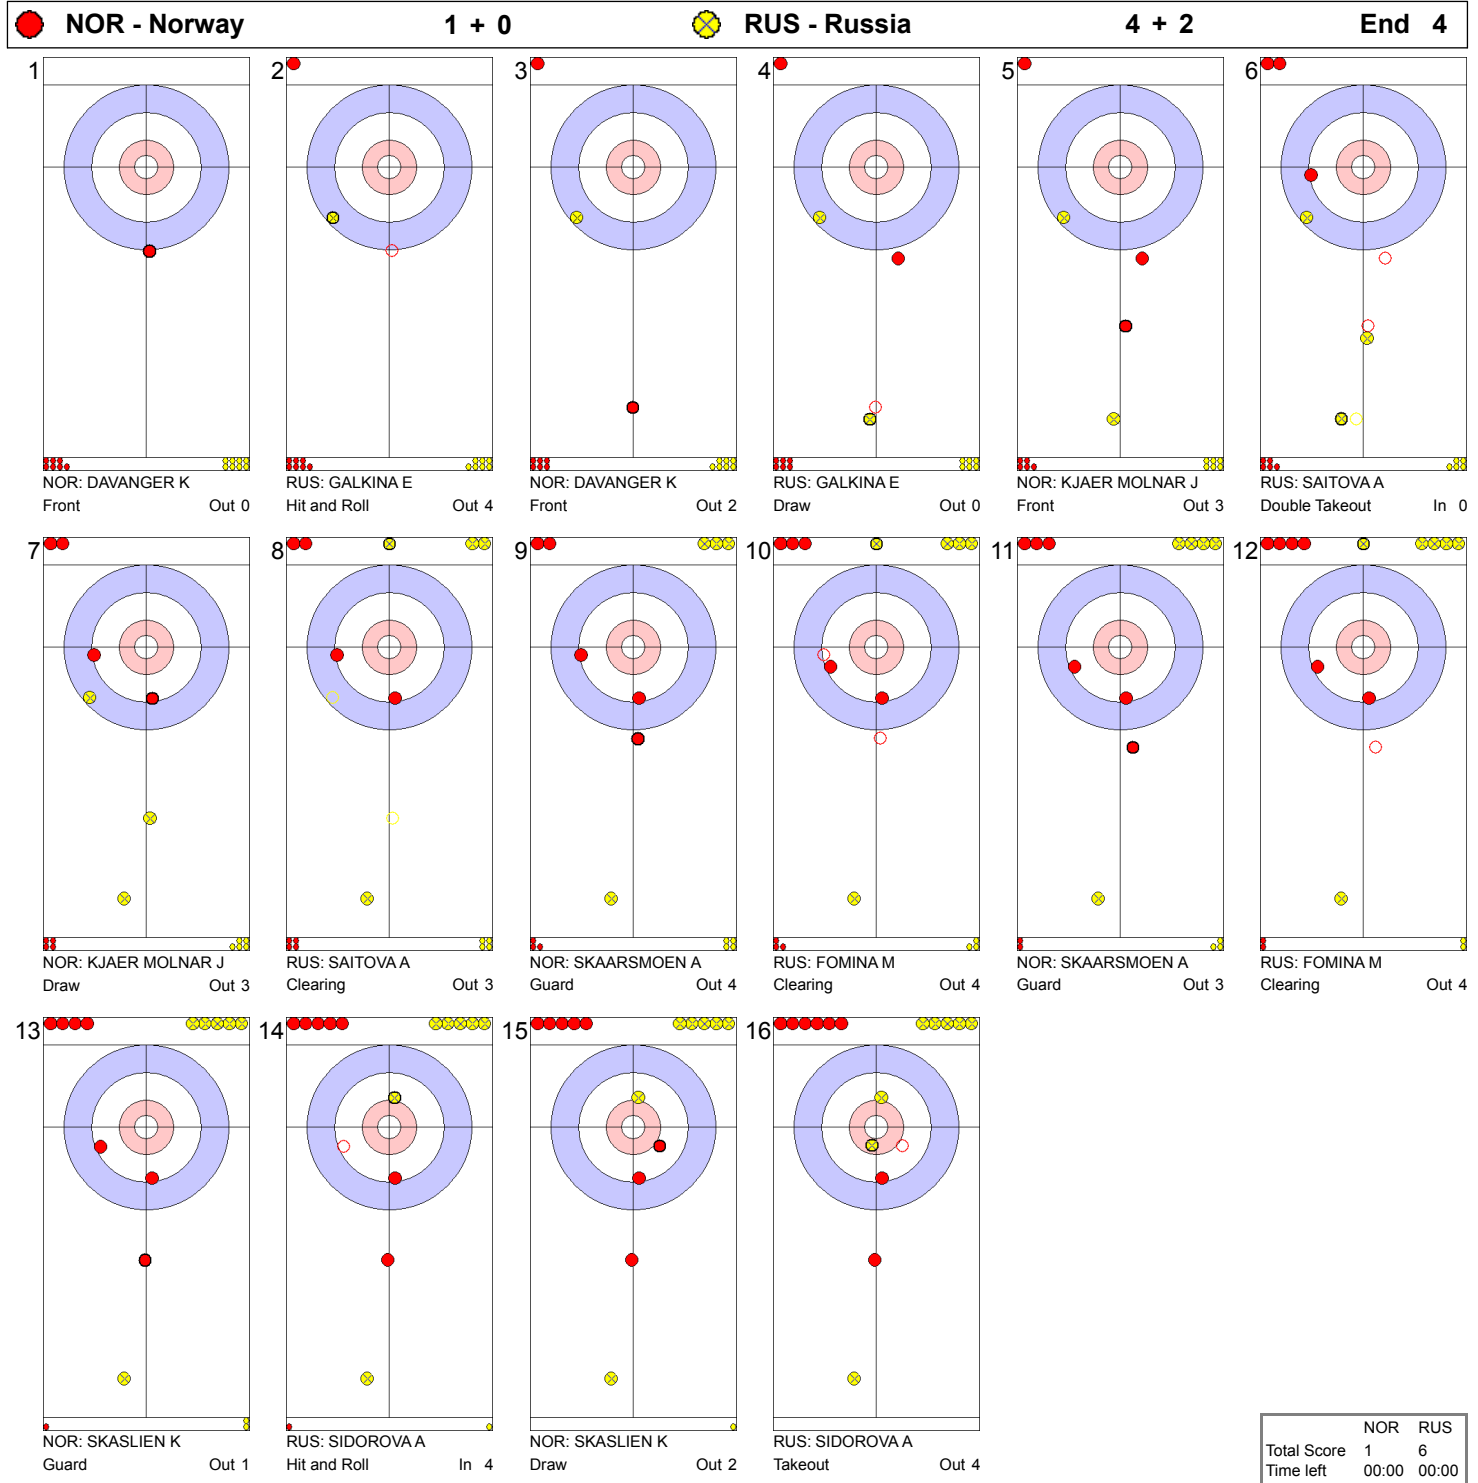 NOR - Norway 1 + 0 RUS - Russia 4 + 2 End 4
1 2 3 4 5 6
NOR: DAVANGER K RUS: GALKINA E NOR: DAVANGER K RUS: GALKINA E NOR: KJAER MOLNAR J RUS: SAITOVA A
Front Out 0 Hit and Roll Out 4 Front Out 2 Draw Out 0 Front Out 3 Double Takeout In 0
7 8 9 10 11 12
NOR: KJAER MOLNAR J RUS: SAITOVA A NOR: SKAARSMOEN A RUS: FOMINA M NOR: SKAARSMOEN A RUS: FOMINA M
Draw Out 3 Clearing Out 3 Guard Out 4 Clearing Out 4 Guard Out 3 Clearing Out 4
13 14 15 16
NOR: SKASLIEN K RUS: SIDOROVA A NOR: SKASLIEN K RUS: SIDOROVA A
Guard Out 1 Hit and Roll In 4 Draw Out 2 Takeout Out 4
NOR RUS
Total Score 1 6
Time left 00:00 00:00